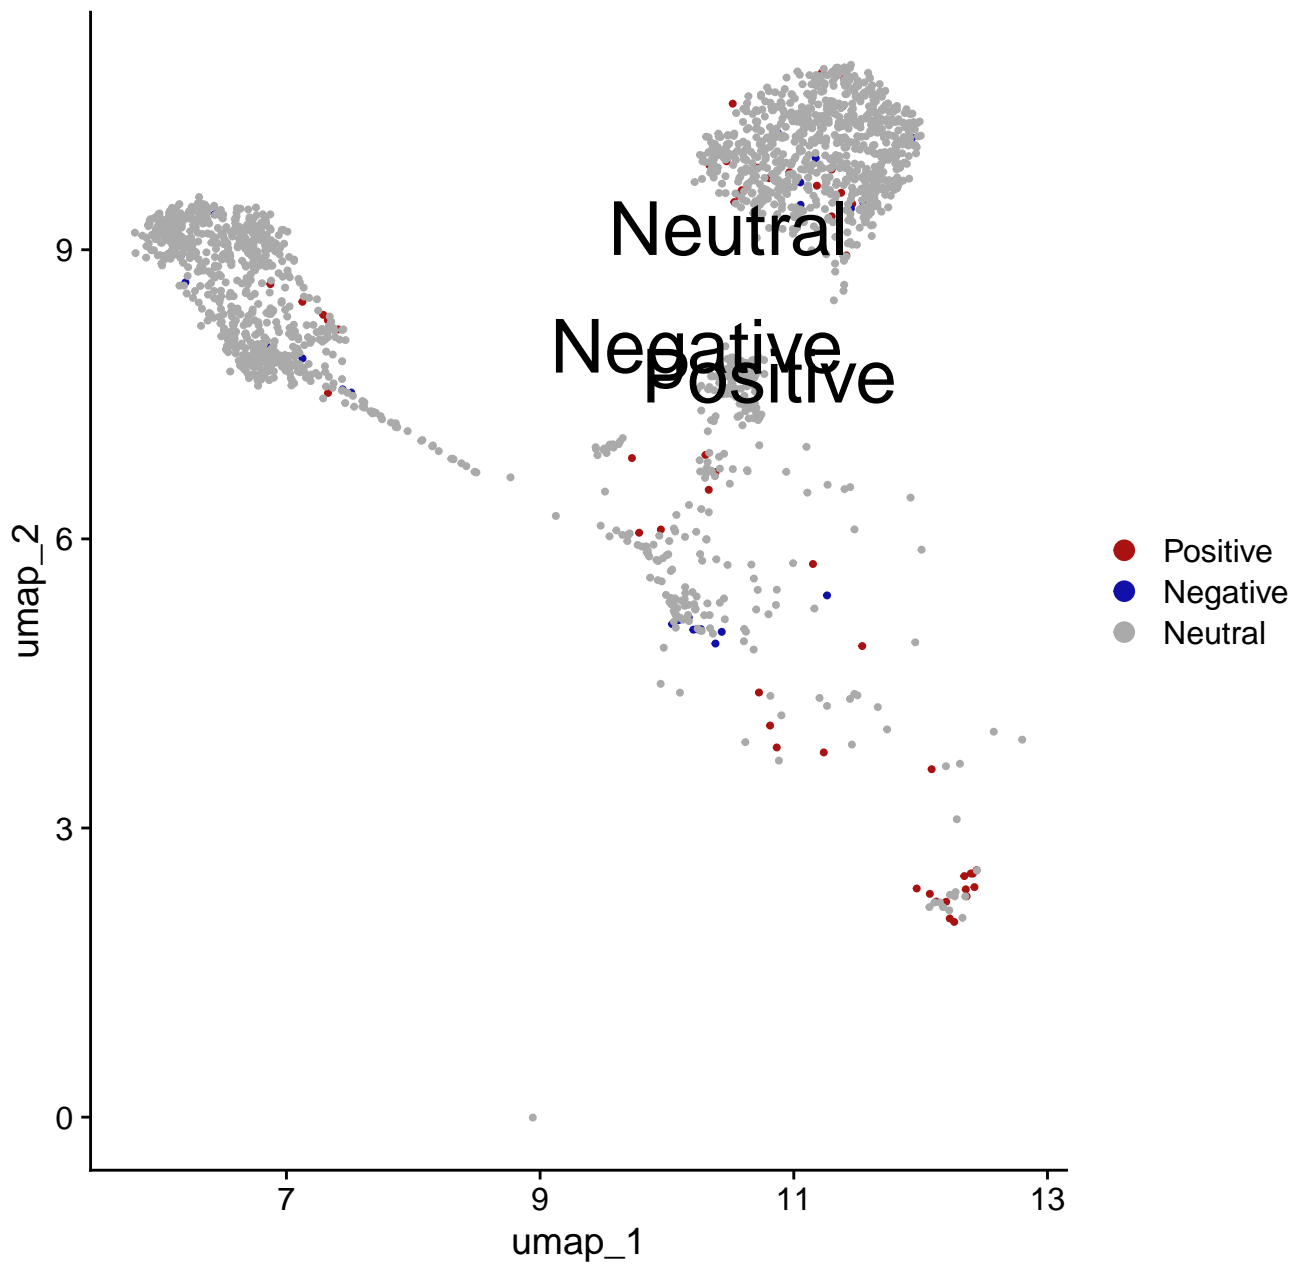 Neutral
Negative
Positive
9
6
3
0
7 9 11 13
umap_1
umap_2
Positive
Negative
Neutral